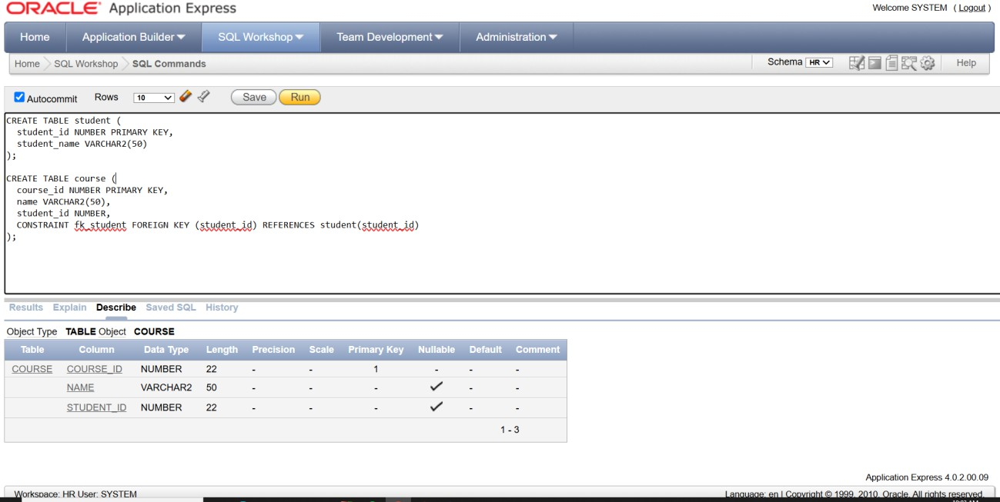 ORACLE Application Express
Welcome SYSTEM ( Logout )
Home Application Builder SQL Workshop Team Development Administration
Home SQL Workshop SQL Commands Schema HR Help
Autocommit Rows 10 Save Run
CREATE TABLE student (
student_id NUMBER PRIMARY KEY,
student_name VARCHAR2(50)
);
CREATE TABLE course (
course_id NUMBER PRIMARY KEY,
name VARCHAR2(50),
student_id NUMBER,
CONSTRAINT fk_student FOREIGN KEY (student_id) REFERENCES student(student_id)
);
Results Explain Describe Saved SQL History
Object Type TABLE Object COURSE
Table Column Data Type Length Precision Scale Primary Key Nullable Default Comment
COURSE COURSE_ID NUMBER 22 - - 1 - - -
NAME VARCHAR2 50 - - - - -
STUDENT_ID NUMBER 22 - - - - -
1 - 3
Application Express 4.0.2.00.09
Workspace: HR User: SYSTEM
Language: en | Copyright © 1999, 2010, Oracle. All rights reserved.